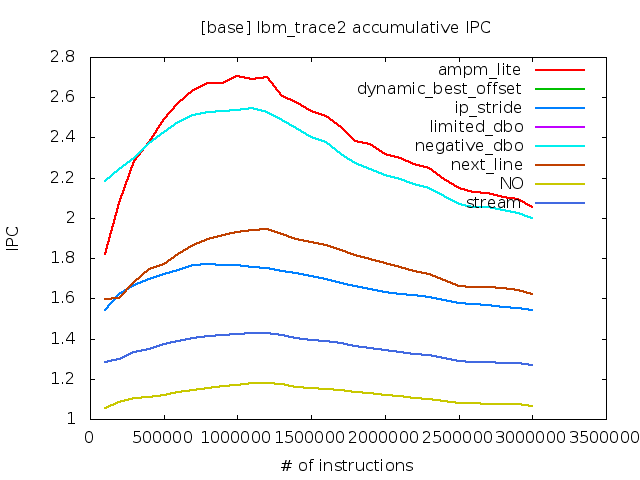 [base] lbm_trace2 accumulative IPC
2.8
2.6
2.4
2.2
2
1.8
1.6
1.4
1.2
1
IPC
ampm_lite
dynamic_best_offset
ip_stride
limited_dbo
negative_dbo
next_line
NO
stream
0 500000 1000000 1500000 2000000 2500000 3000000 3500000
# of instructions